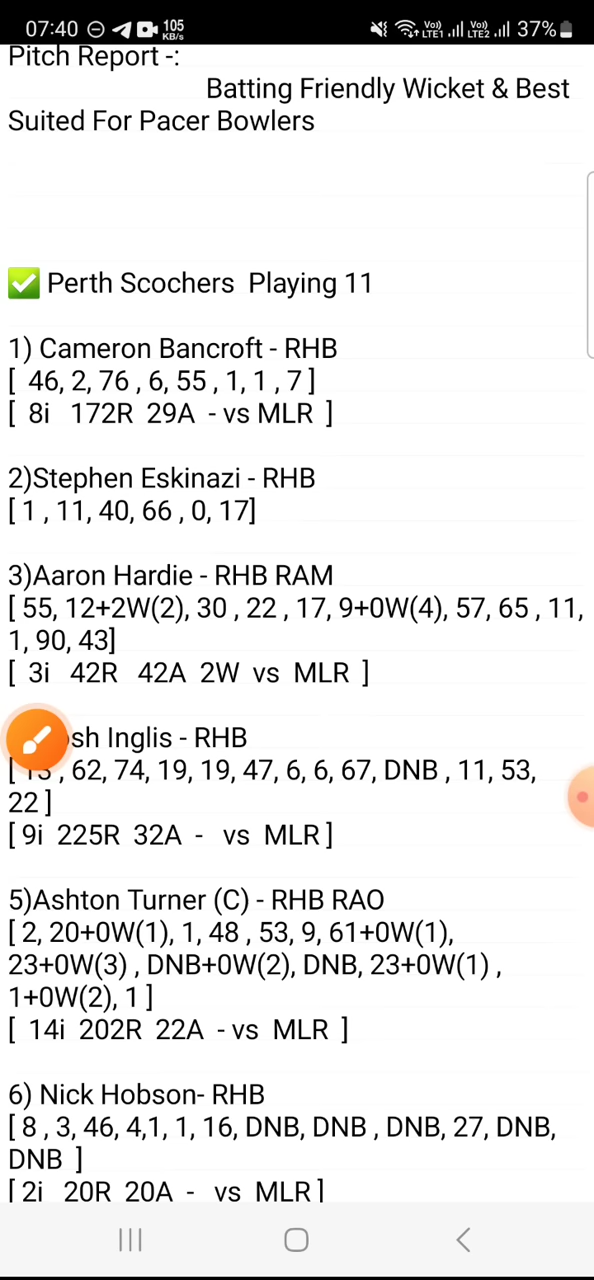 07:40 105 KB/s Vo) LTE1 Vo) LTE2 37%
Pitch Report -:
Batting Friendly Wicket & Best
Suited For Pacer Bowlers
✅ Perth Scochers Playing 11
1) Cameron Bancroft - RHB
[ 46, 2, 76 , 6, 55 , 1, 1 , 7 ]
[ 8i 172R 29A - vs MLR ]
2)Stephen Eskinazi - RHB
[ 1 , 11, 40, 66 , 0, 17]
3)Aaron Hardie - RHB RAM
[ 55, 12+2W(2), 30 , 22 , 17, 9+0W(4), 57, 65 , 11,
1, 90, 43]
[ 3i 42R 42A 2W vs MLR ]
sh Inglis - RHB
[ 13 , 62, 74, 19, 19, 47, 6, 6, 67, DNB , 11, 53,
22 ]
[ 9i 225R 32A - vs MLR ]
5)Ashton Turner (C) - RHB RAO
[ 2, 20+0W(1), 1, 48 , 53, 9, 61+0W(1),
23+0W(3) , DNB+0W(2), DNB, 23+0W(1) ,
1+0W(2), 1 ]
[ 14i 202R 22A - vs MLR ]
6) Nick Hobson- RHB
[ 8 , 3, 46, 4,1, 1, 16, DNB, DNB , DNB, 27, DNB,
DNB ]
[ 2i 20R 20A - vs MLR ]